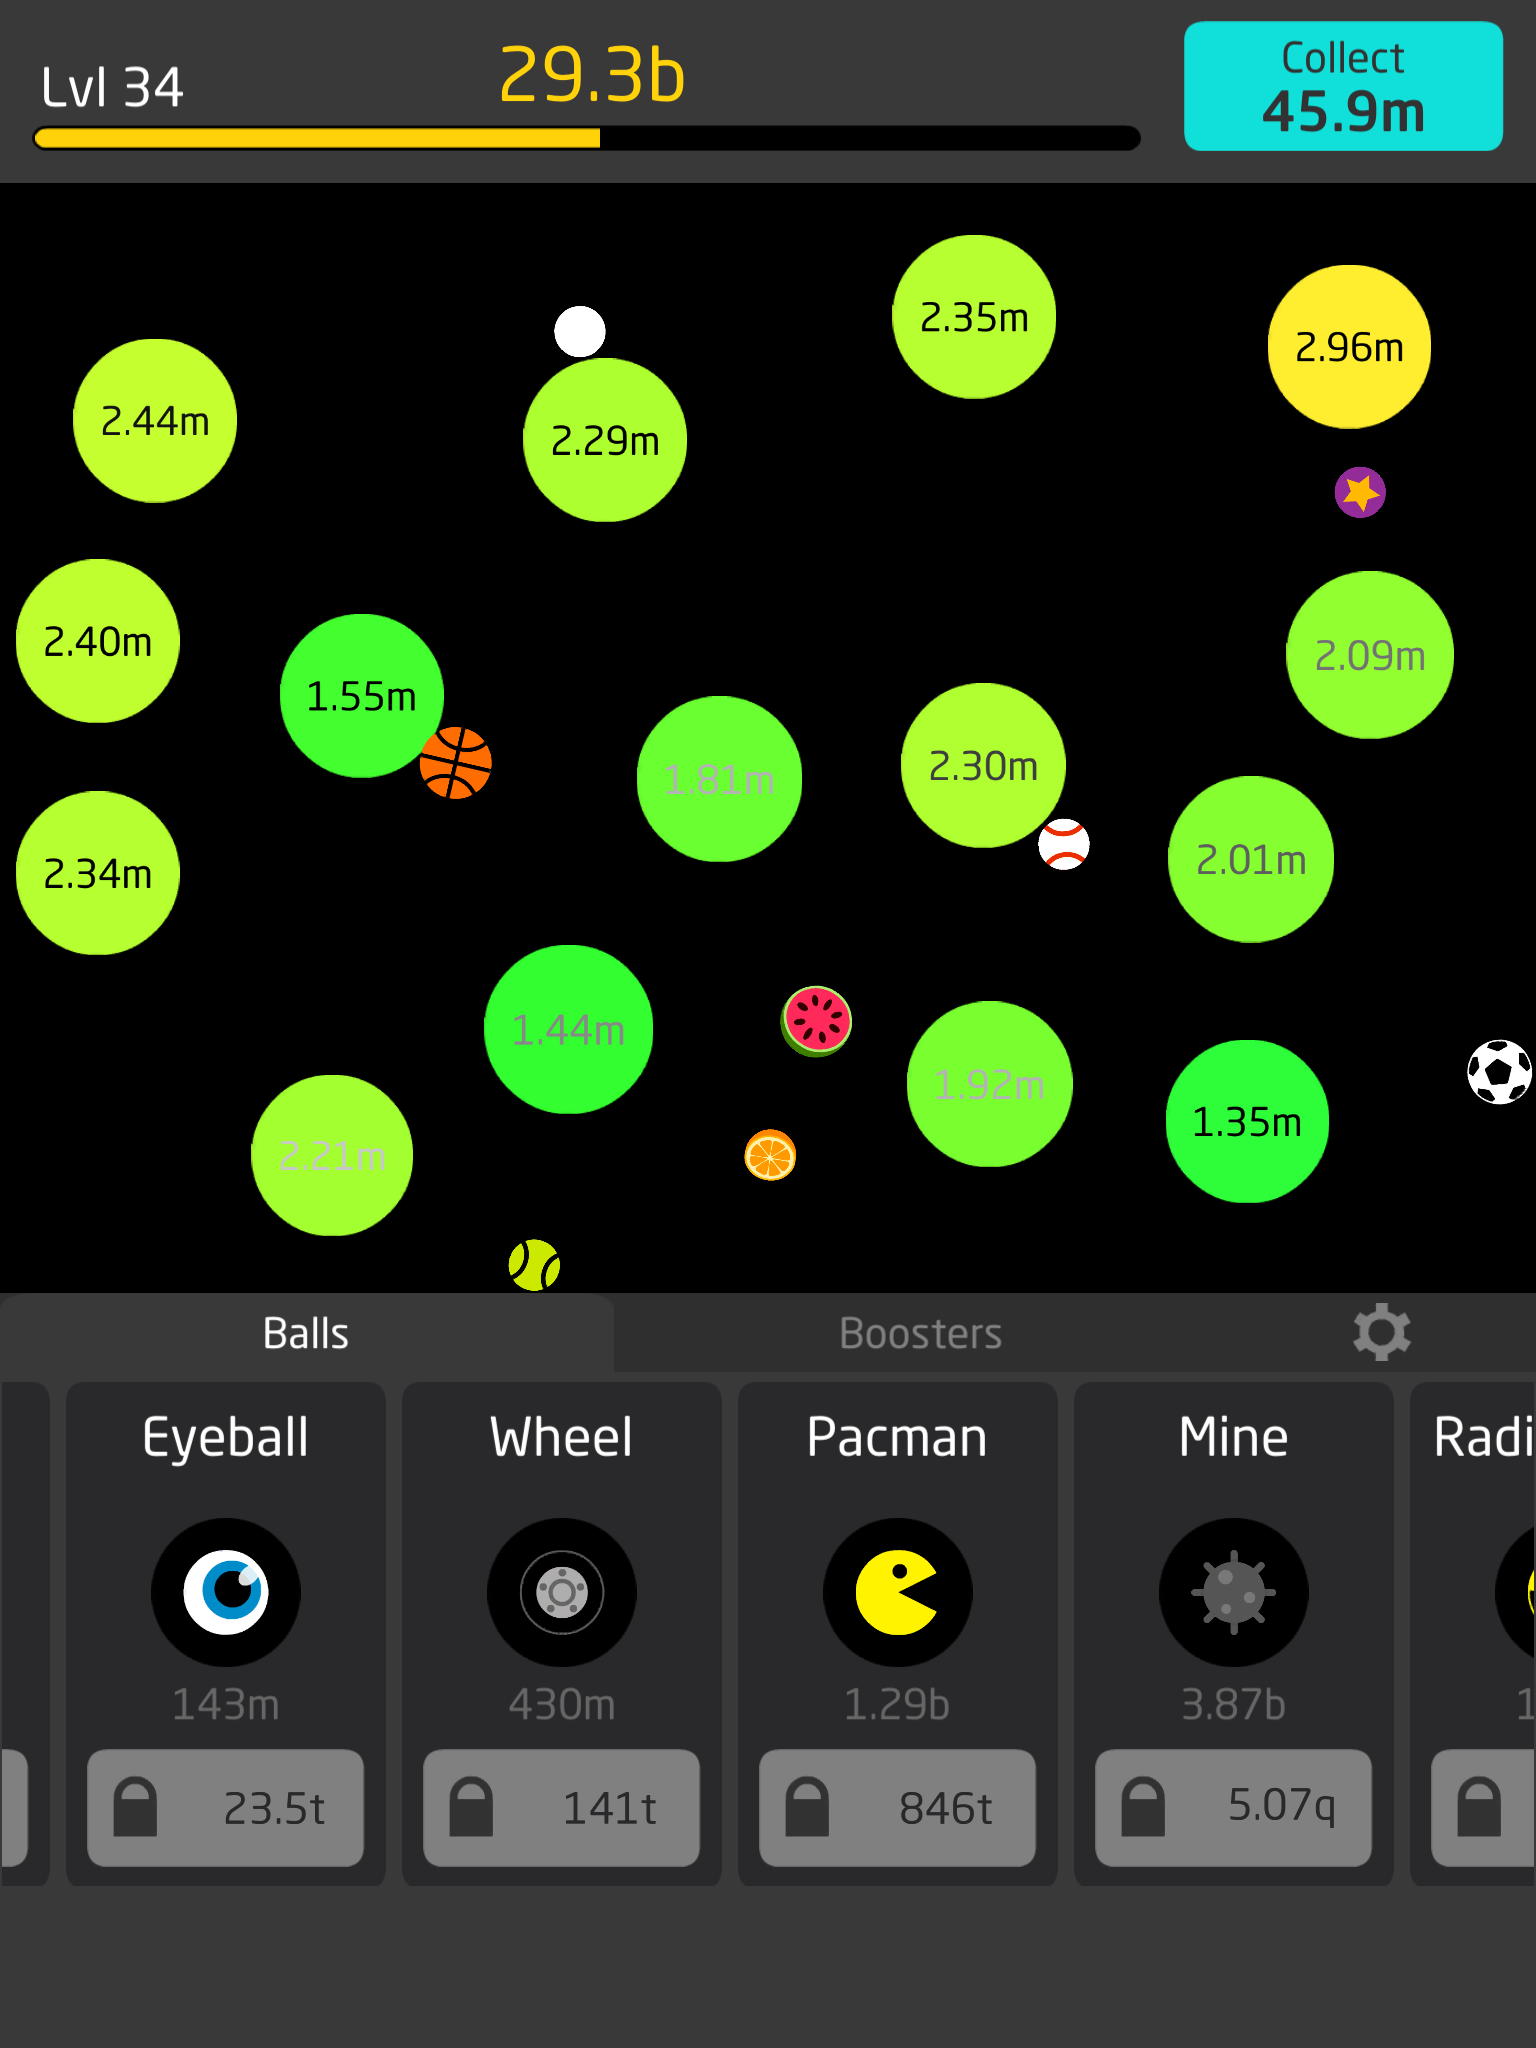 Lvl 34
29.3b
Collect
45.9m
2.35m
2.96m
2.44m
2.29m
2.40m
1.55m
2.09m
1.81m
2.30m
2.34m
2.01m
1.44m
1.92m
1.35m
2.21m
Balls
Boosters
Eyeball
Wheel
Pacman
Mine
Radi
143m
430m
1.29b
3.87b
1
23.5t
141t
846t
5.07q